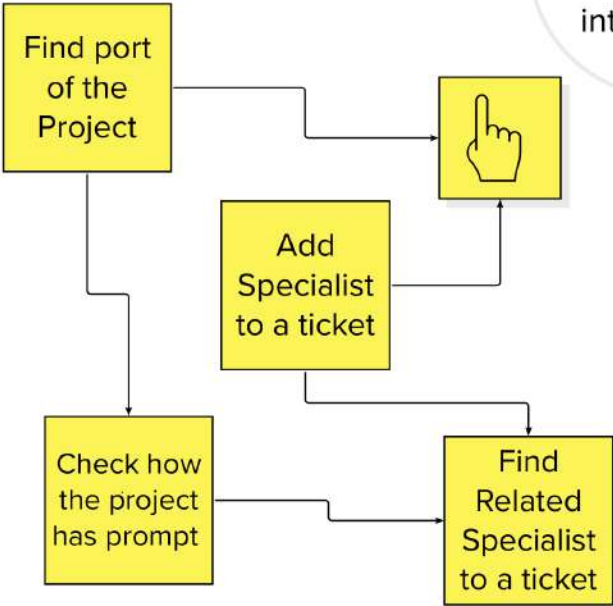 int
Find port
of the
Project
Add
Specialist
to a ticket
Check how
the project
has prompt
Find
Related
Specialist
to a ticket